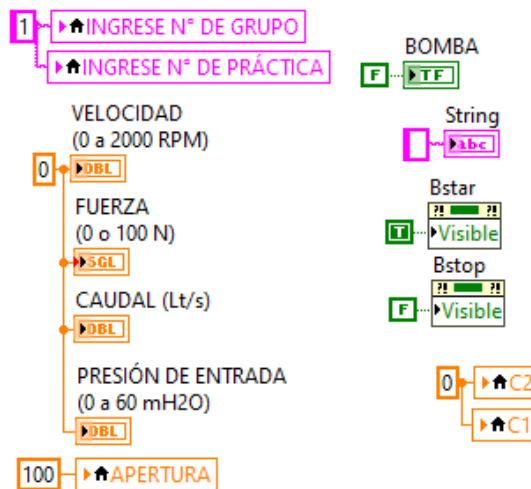 1
INGRESE N° DE GRUPO
INGRESE N° DE PRÁCTICA
BOMBA
F
TF
VELOCIDAD
(0 a 2000 RPM)
0
DBL
String
abc
FUERZA
(0 o 100 N)
SGL
Bstar
?! ?!
T
Visible
CAUDAL (Lt/s)
DBL
Bstop
?! ?!
F
Visible
PRESIÓN DE ENTRADA
(0 a 60 mH2O)
DBL
0
C2
C1
100
APERTURA